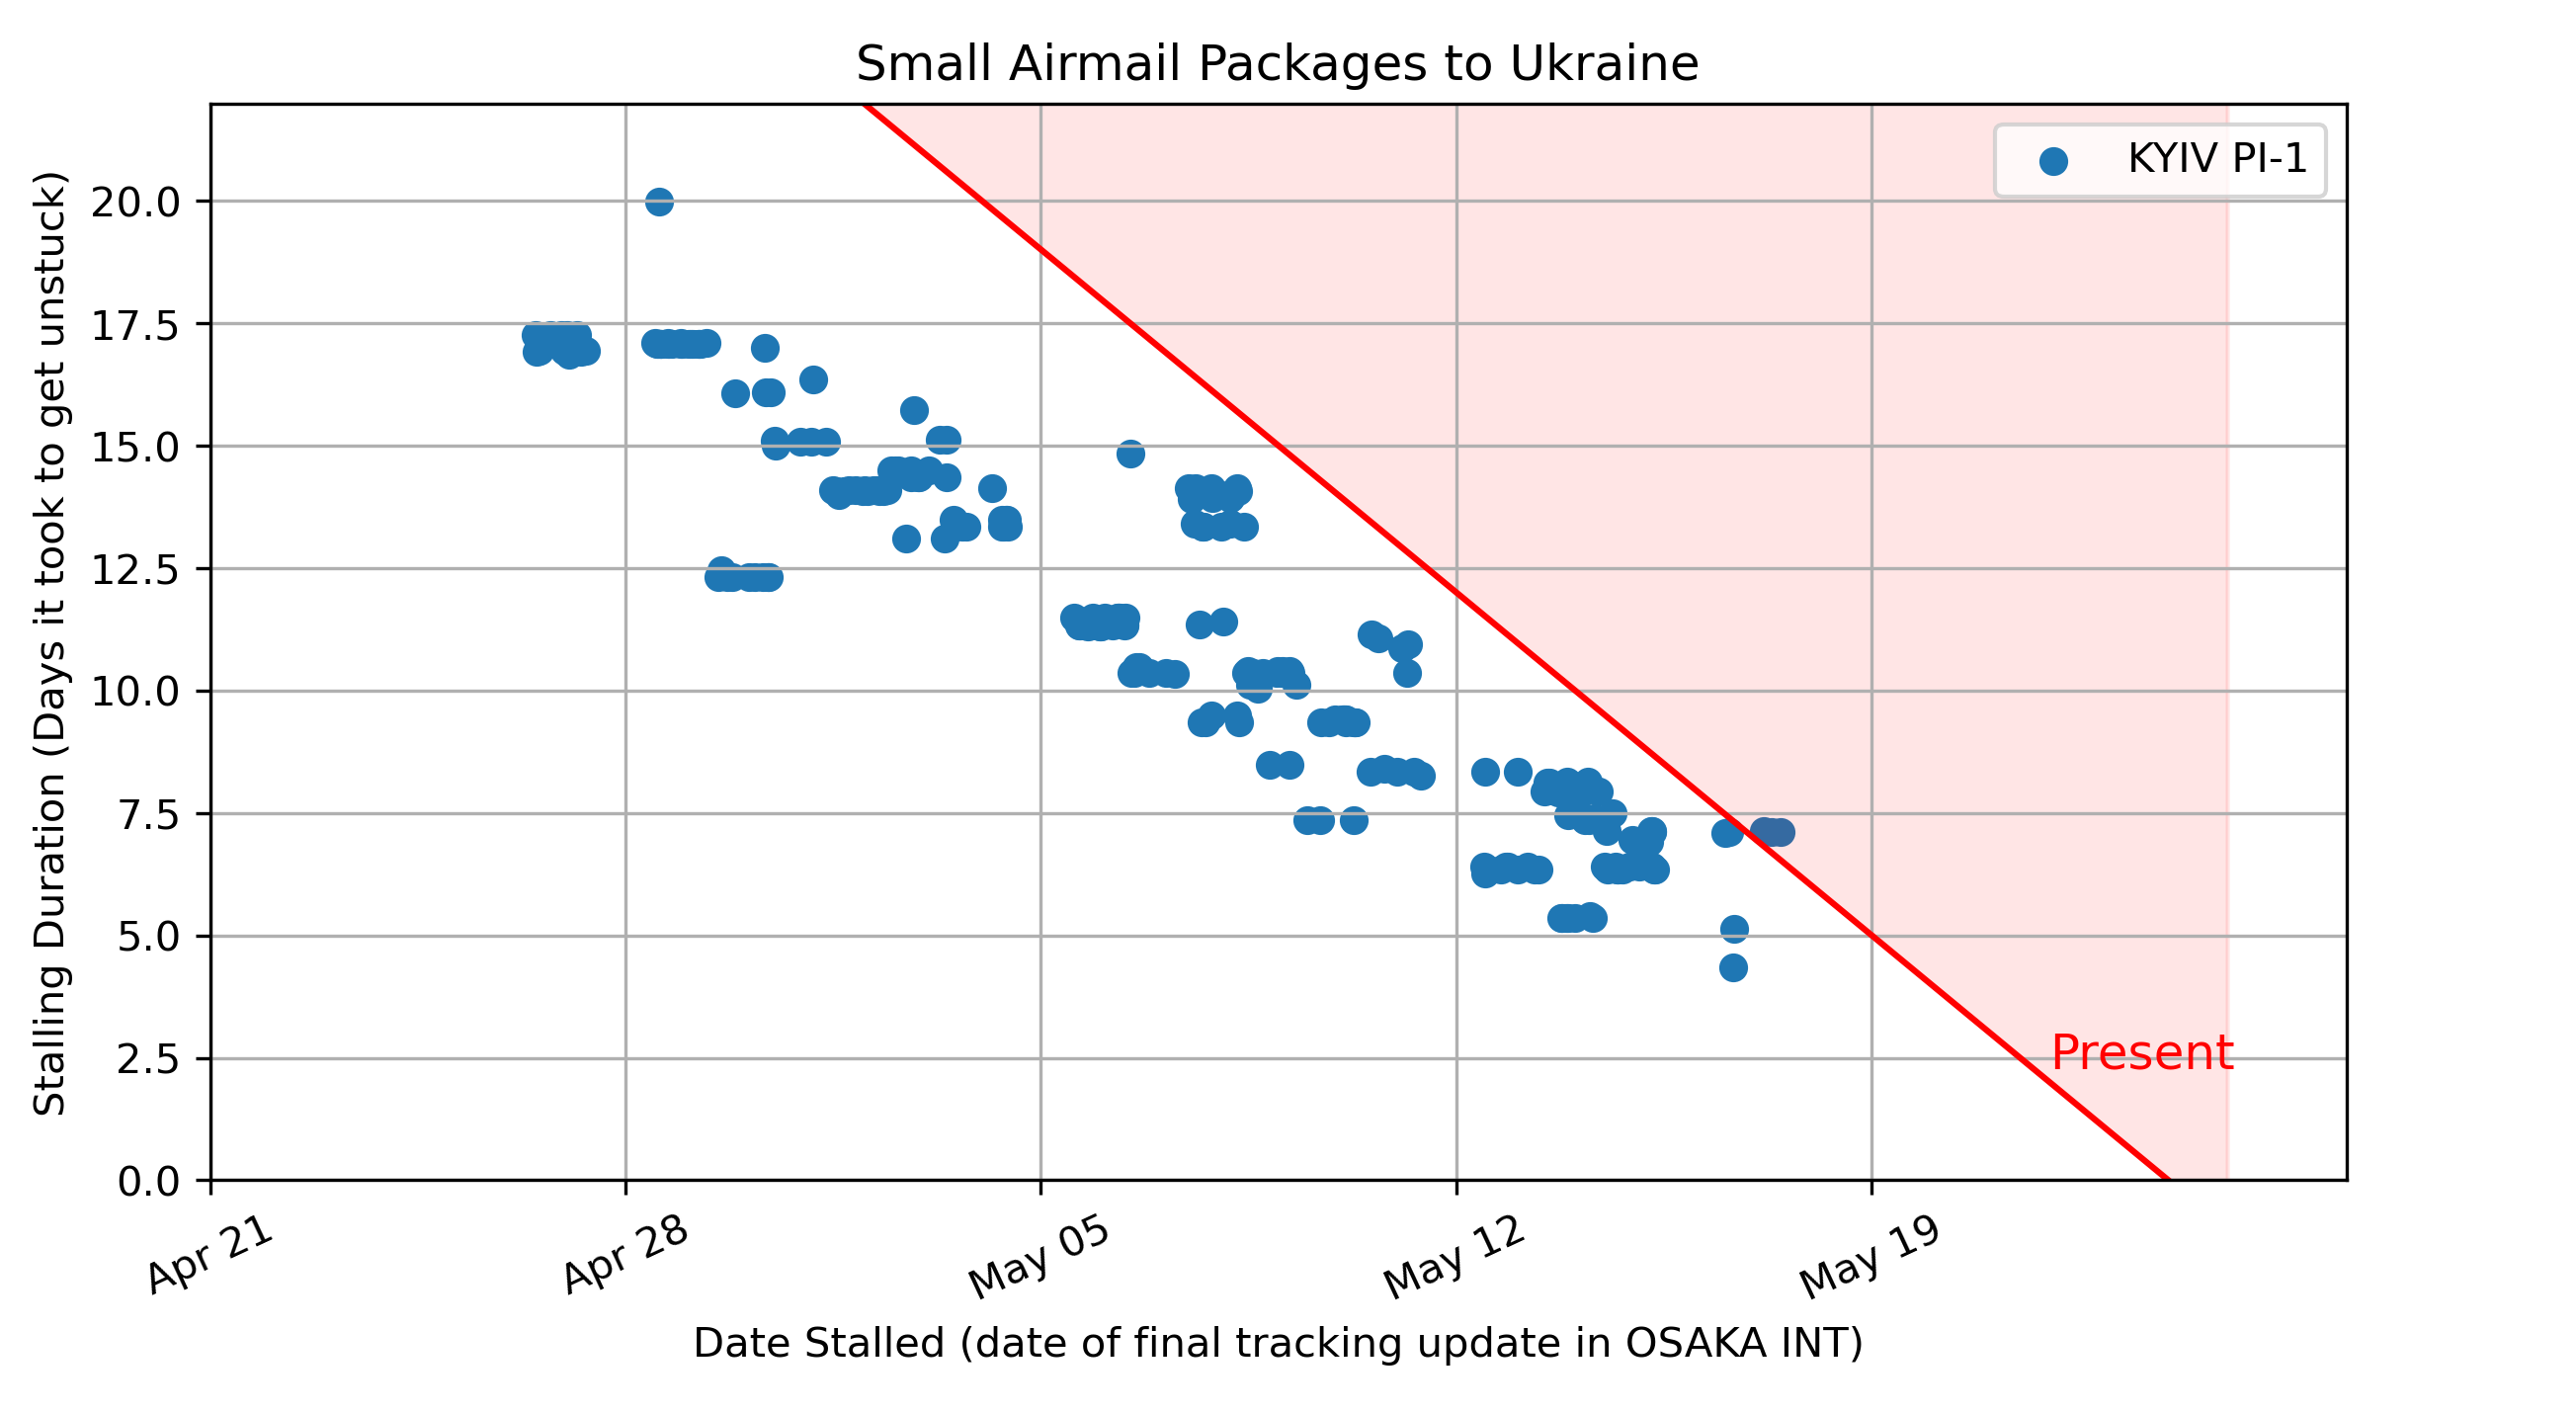 Small Airmail Packages to Ukraine
KYIV PI-1
Stalling Duration (Days it took to get unstuck)
20.0
17.5
15.0
12.5
10.0
7.5
5.0
2.5
0.0
Present
Apr 21
Apr 28
May 05
May 12
May 19
Date Stalled (date of final tracking update in OSAKA INT)